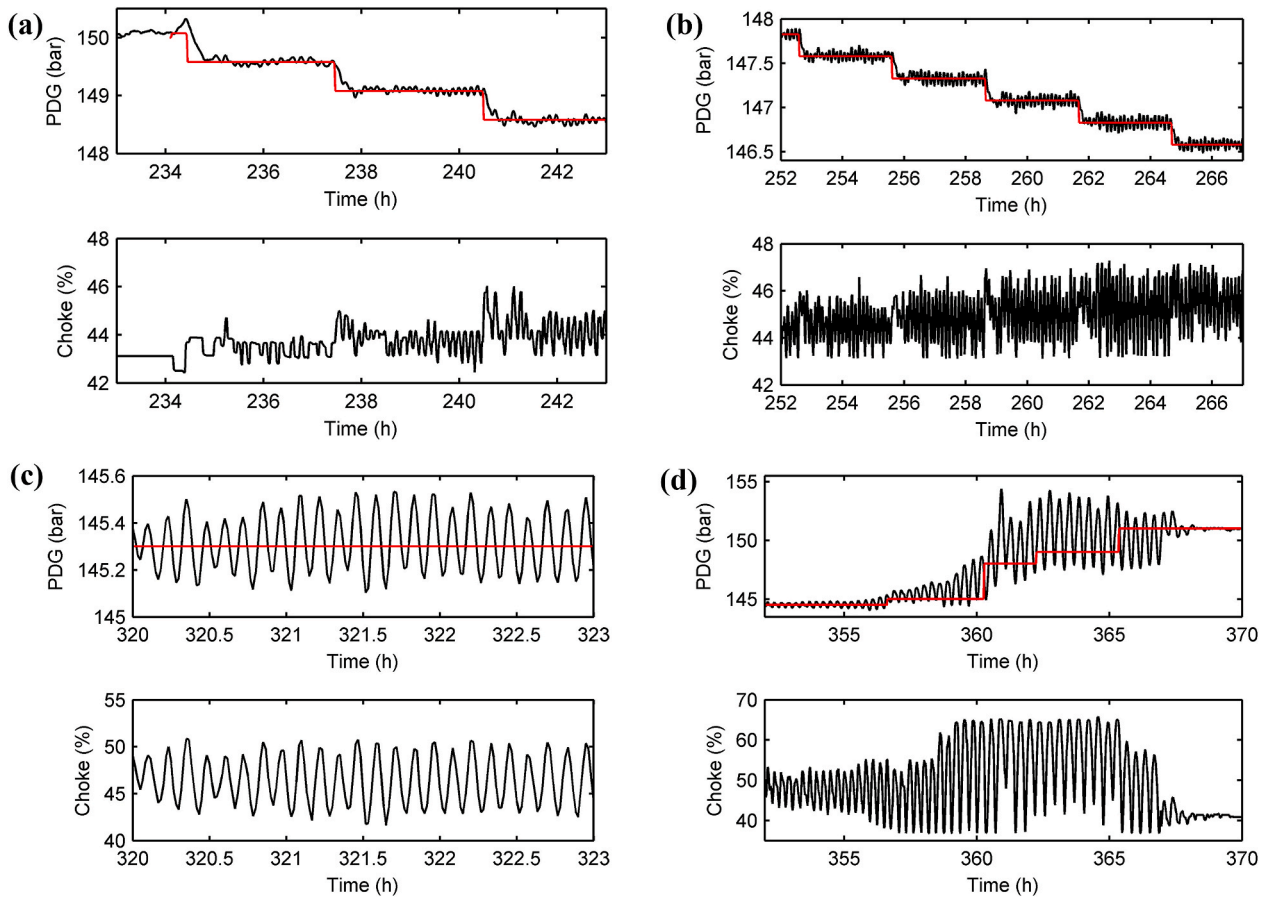 (a)
PDG (bar)
150
149
148
234 236 238 240 242
Time (h)
Choke (%)
48
46
44
42
234 236 238 240 242
Time (h)
(b)
PDG (bar)
148
147.5
147
146.5
252 254 256 258 260 262 264 266
Time (h)
Choke (%)
48
46
44
42
252 254 256 258 260 262 264 266
Time (h)
(c)
PDG (bar)
145.6
145.4
145.2
145
320 320.5 321 321.5 322 322.5 323
Time (h)
Choke (%)
55
50
45
40
320 320.5 321 321.5 322 322.5 323
Time (h)
(d)
PDG (bar)
155
150
145
355 360 365 370
Time (h)
Choke (%)
70
60
50
40
355 360 365 370
Time (h)